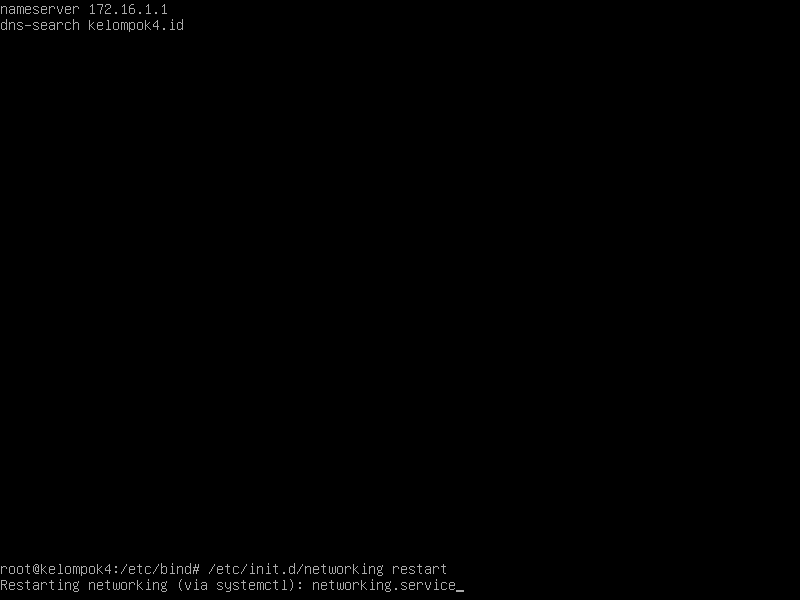 nameserver 172.16.1.1
dns-search kelompok4.id
root@kelompok4:/etc/bind# /etc/init.d/networking restart
Restarting networking (via systemctl): networking.service